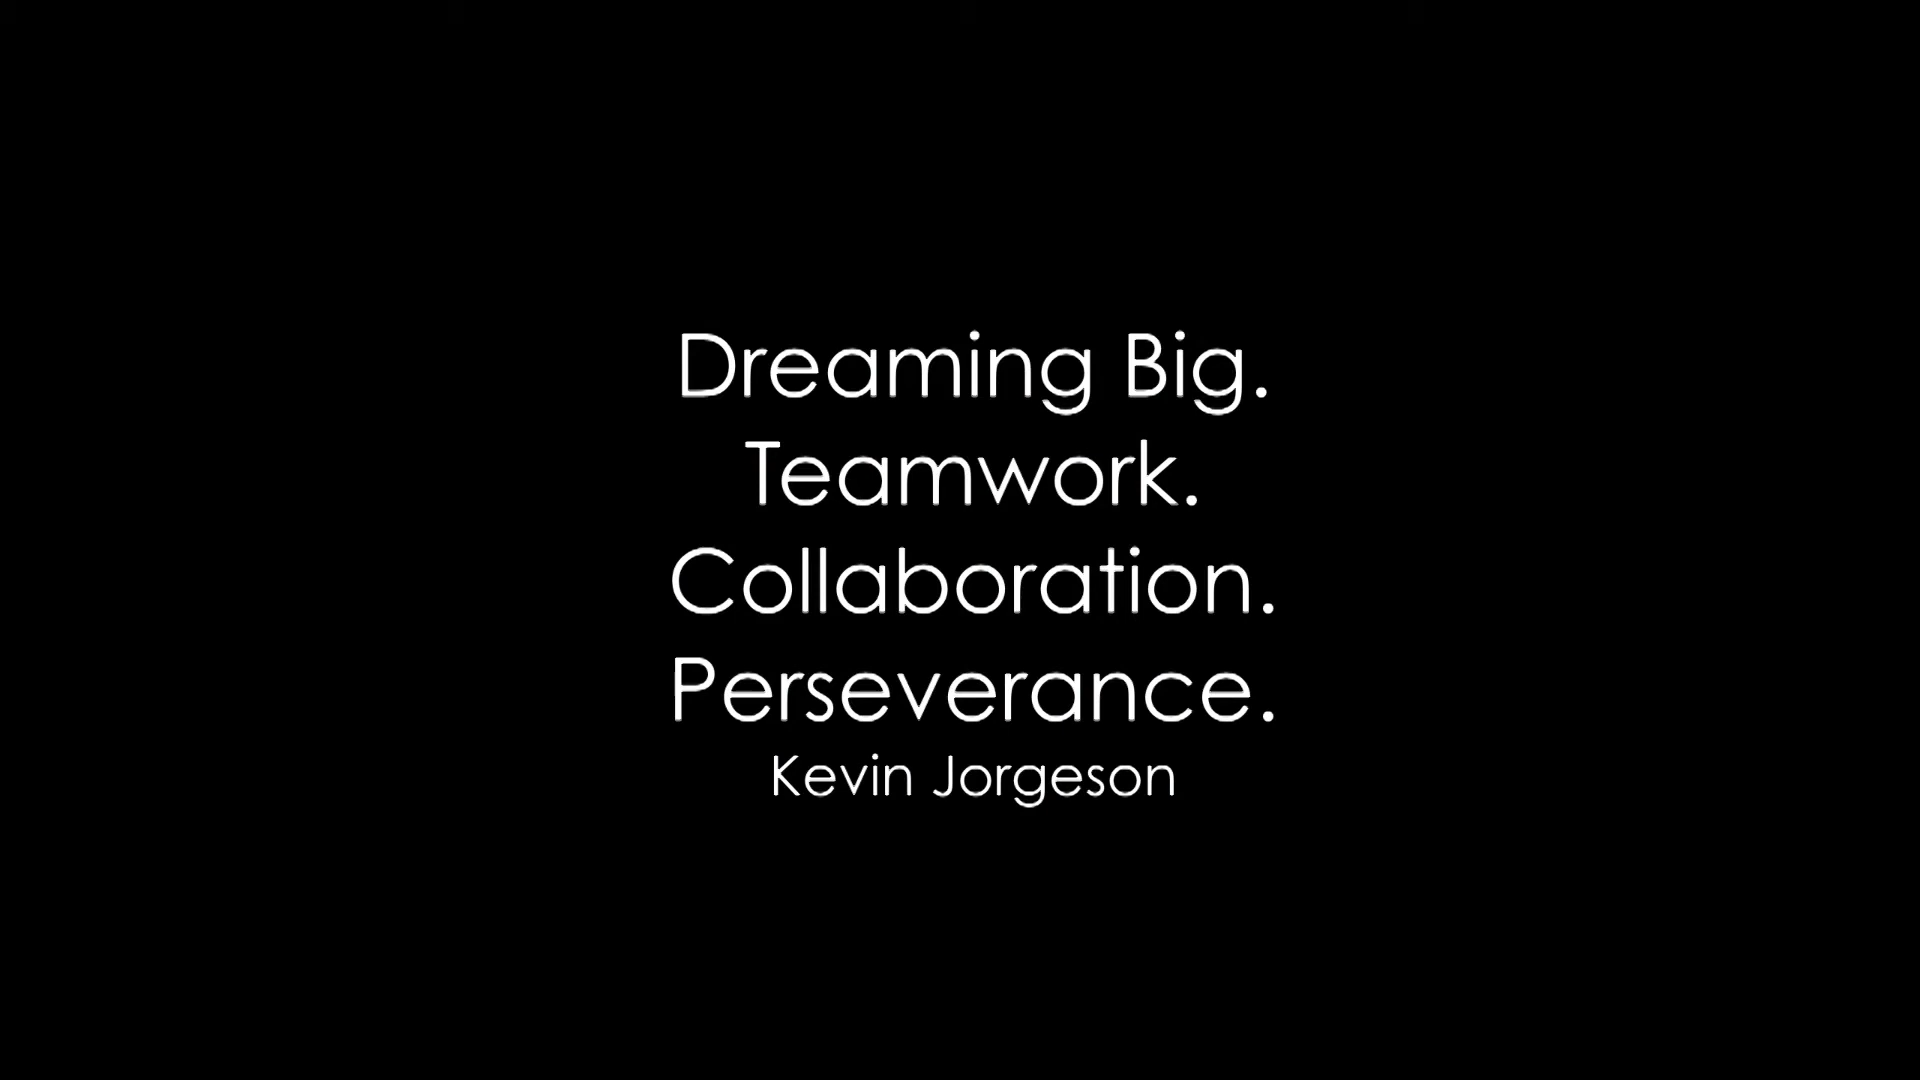 Dreaming Big.
Teamwork.
Collaboration.
Perseverance.
Kevin Jorgeson